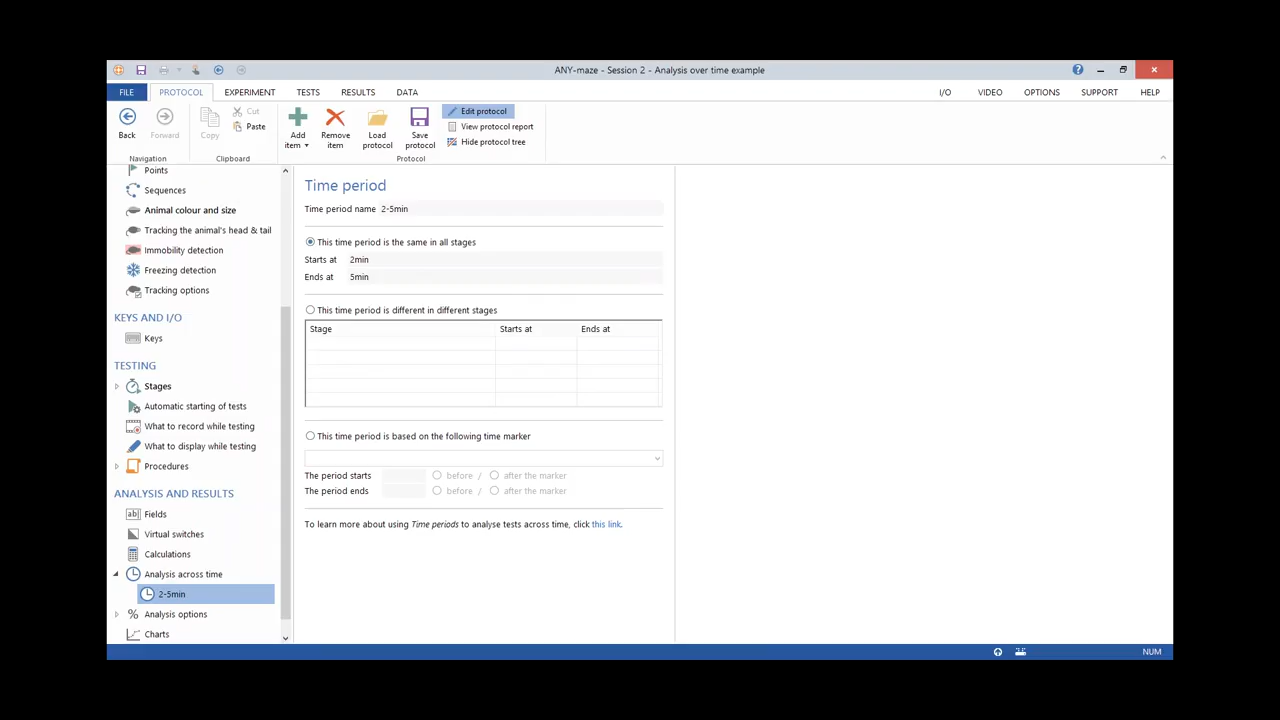 ANY-maze - Session 2 - Analysis over time example
FILE PROTOCOL EXPERIMENT TESTS RESULTS DATA I/O VIDEO OPTIONS SUPPORT HELP
Back Forward Copy Cut Paste Add item Remove item Load protocol Save protocol Edit protocol
View protocol report
Hide protocol tree
Navigation Clipboard Protocol
Points
Sequences
Animal colour and size
Tracking the animal's head & tail
Immobility detection
Freezing detection
Tracking options
KEYS AND I/O
Keys
TESTING
Stages
Automatic starting of tests
What to record while testing
What to display while testing
Procedures
ANALYSIS AND RESULTS
Fields
Virtual switches
Calculations
Analysis across time
2-5min
Analysis options
Charts
Time period
Time period name 2-5min
This time period is the same in all stages
Starts at 2min
Ends at 5min
This time period is different in different stages
Stage Starts at Ends at
This time period is based on the following time marker
The period starts before / after the marker
The period ends before / after the marker
To learn more about using Time periods to analyse tests across time, click this link.
NUM